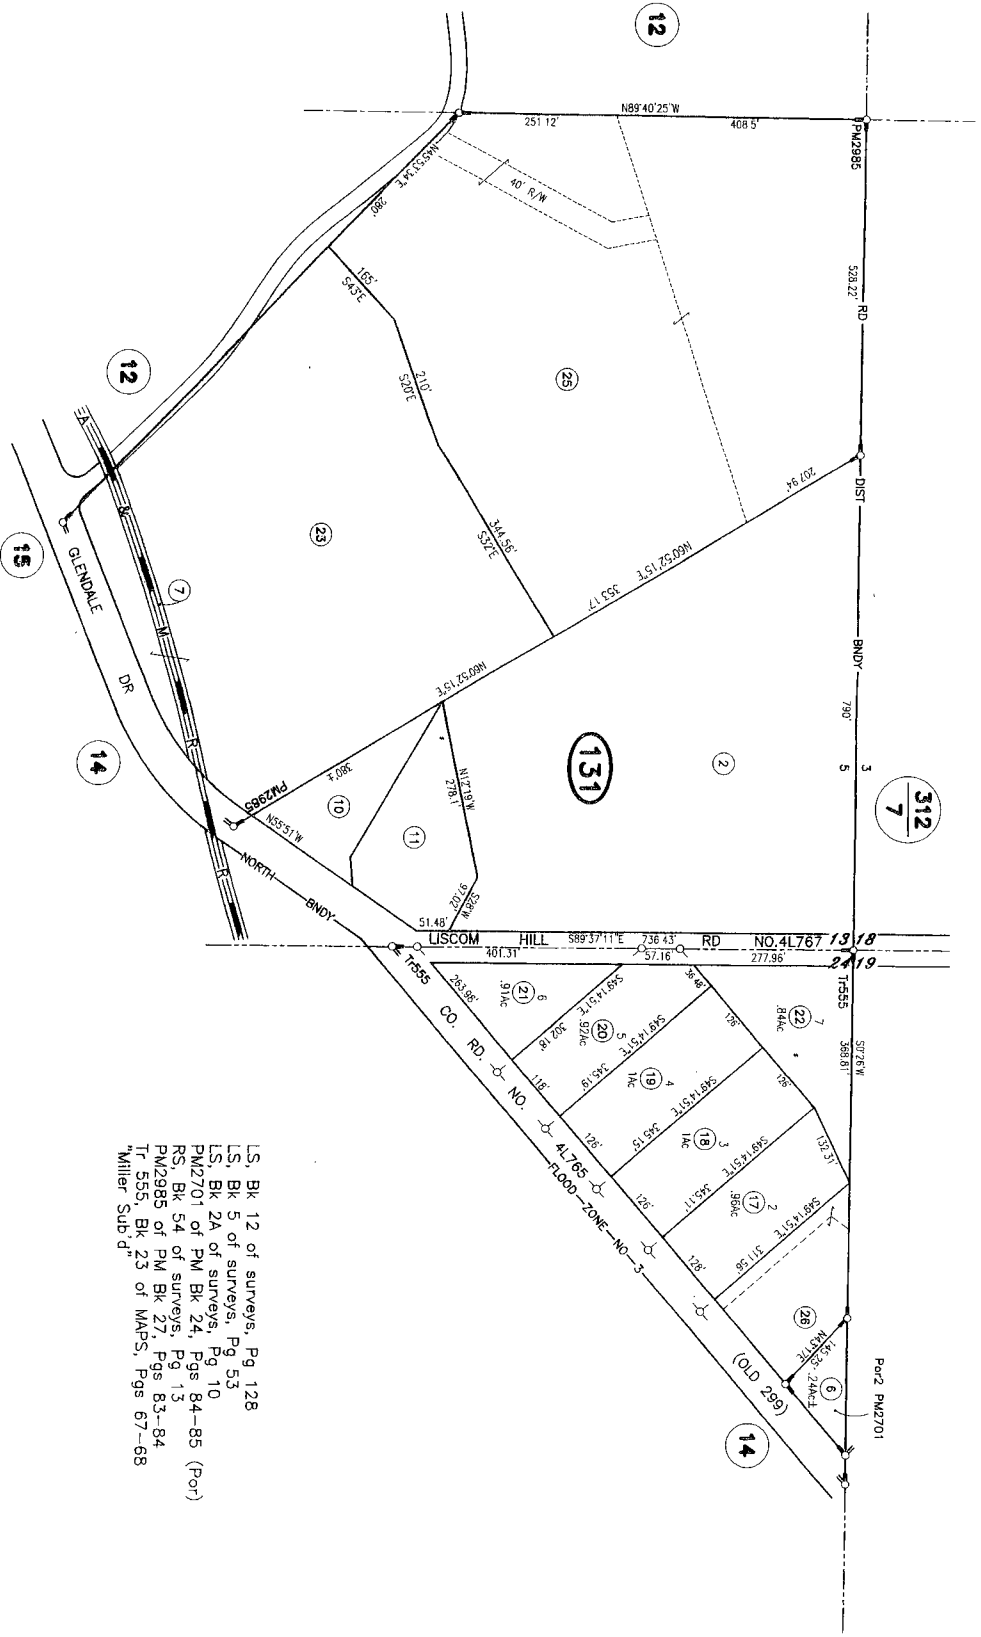 12
N89°40'25"W
251.12'
408.5'
PM2985
N45°53'34"E
280'
40' R/W
528.22'
RD
DIST
BNDY
790'
165'
S43°E
210'
S20°E
344.56'
S32°E
25
207.94'
N60°52'15"E
353.17'
12
A & M R R
15
GLENDALE DR
7
23
14
N60°52'15"E
380'±
PM2985
10
11
N12°19'W
278.1'
S28°W
97.02'
N55°51'W
51.48'
131
2
3
5
312
7
NORTH BNDY
LISCOM HILL RD NO.4L767
S89°37'11"E 736.43'
401.31'
57.16'
277.96'
13 18
24 19
Tr555
Tr555
S0°26'W
368.81'
263.96'
6
21
.91Ac
S49°14'51"E
302.18'
5
20
.92Ac
S49°14'51"E
345.19'
4
19
1Ac
S49°14'51"E
345.15'
3
18
1Ac
S49°14'51"E
345.11'
2
17
.96Ac
S49°14'51"E
311.56'
7
22
.84Ac
36.48'
126'
126'
132.31'
118'
126'
126'
128'
CO. RD. NO. 4L765
FLOOD ZONE NO. 3
(OLD 299)
26
N43°17'E
145.25'
.24Ac±
6
Por2 PM2701
14
LS, Bk 12 of surveys, Pg 128
LS, Bk 5 of surveys, Pg 53
LS, Bk 2A of surveys, Pg 10
PM2701 of PM Bk 24, Pgs 84-85 (Por)
RS, Bk 54 of surveys, Pg 13
PM2985 of PM Bk 27, Pgs 83-84
Tr 555, Bk 23 of MAPS, Pgs 67-68
"Miller Sub'd"